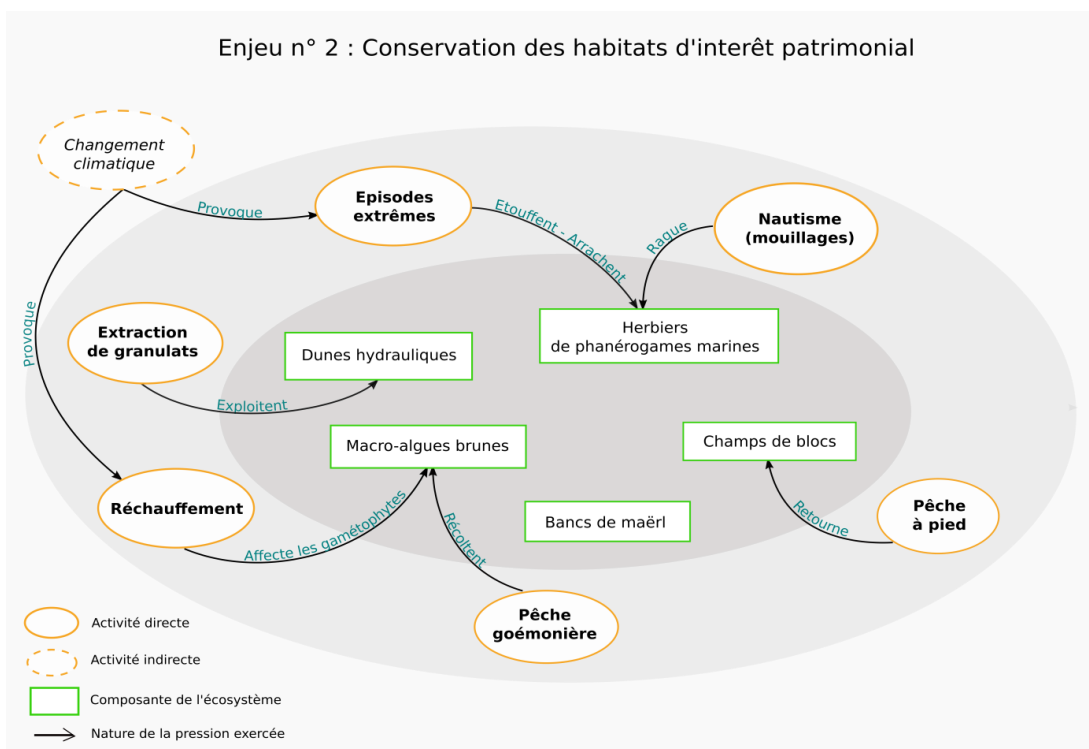 Enjeu n° 2 : Conservation des habitats d'interêt patrimonial
Changement
climatique
Provoque
Episodes
extrêmes
Etouffent - Arrachent
Raque
Nautisme
(mouillages)
Provoque
Extraction
de granulats
Exploitent
Dunes hydrauliques
Herbiers
de phanérogames marines
Macro-algues brunes
Champs de blocs
Réchauffement
Affecte les gamétophytes
Récoltent
Bancs de maërl
Retourne
Pêche
à pied
Pêche
goémonière
Activité directe
Activité indirecte
Composante de l'écosystème
Nature de la pression exercée